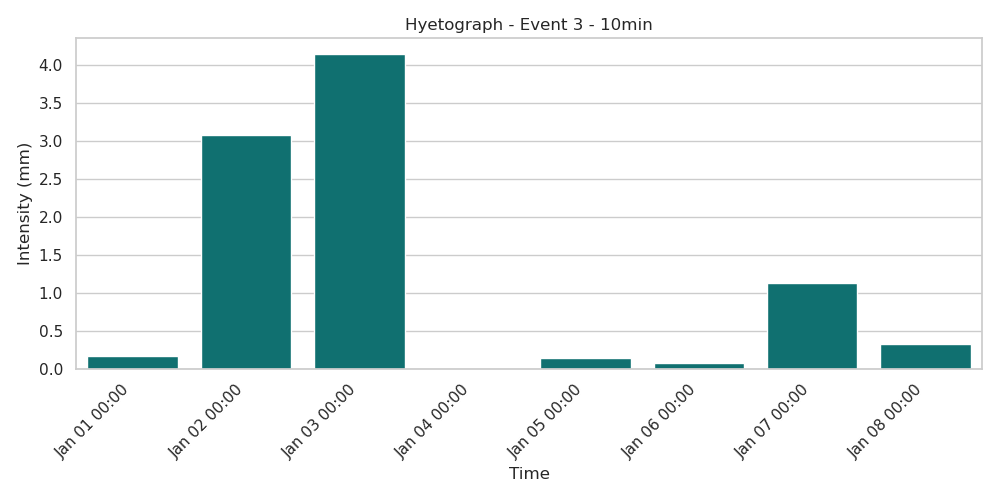 Hyetograph - Event 3 - 10min
Intensity (mm)
4.0
3.5
3.0
2.5
2.0
1.5
1.0
0.5
0.0
Jan 01 00:00
Jan 02 00:00
Jan 03 00:00
Jan 04 00:00
Jan 05 00:00
Jan 06 00:00
Jan 07 00:00
Jan 08 00:00
Time